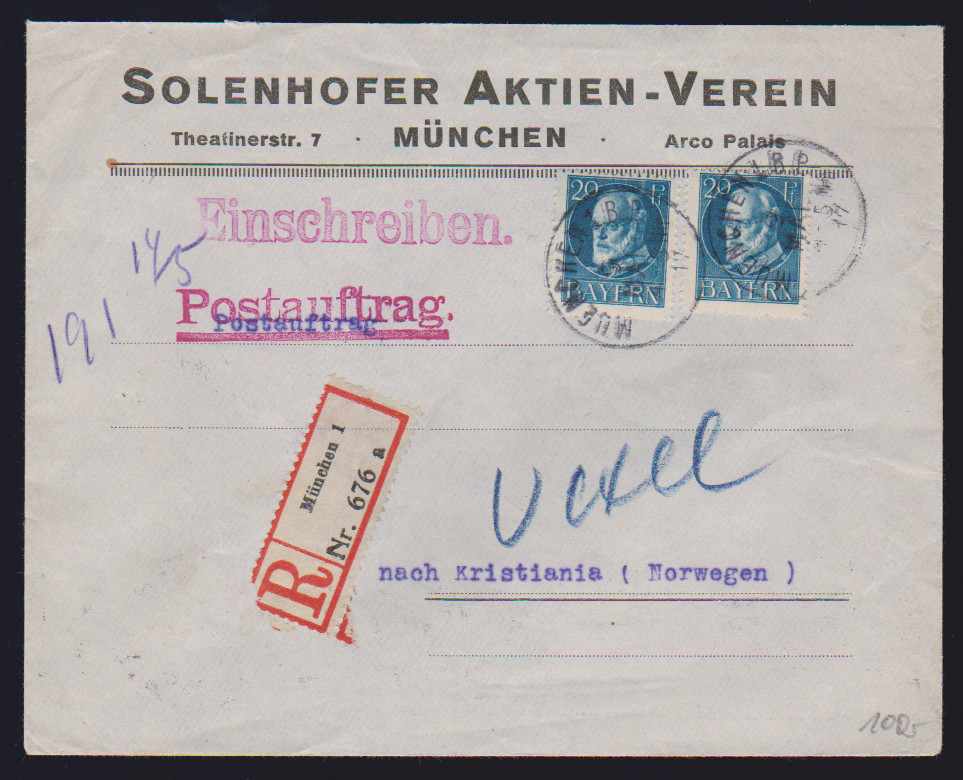 SOLENHOFER AKTIEN-VEREIN
Theatinerstr. 7 · MÜNCHEN · Arco Palais
20 Pf
BAYERN
20 Pf
BAYERN
Einschreiben.
Postauftrag.
Postauftrag
191
München 1
Nr. 676 a
R
nach Kristiania ( Norwegen )